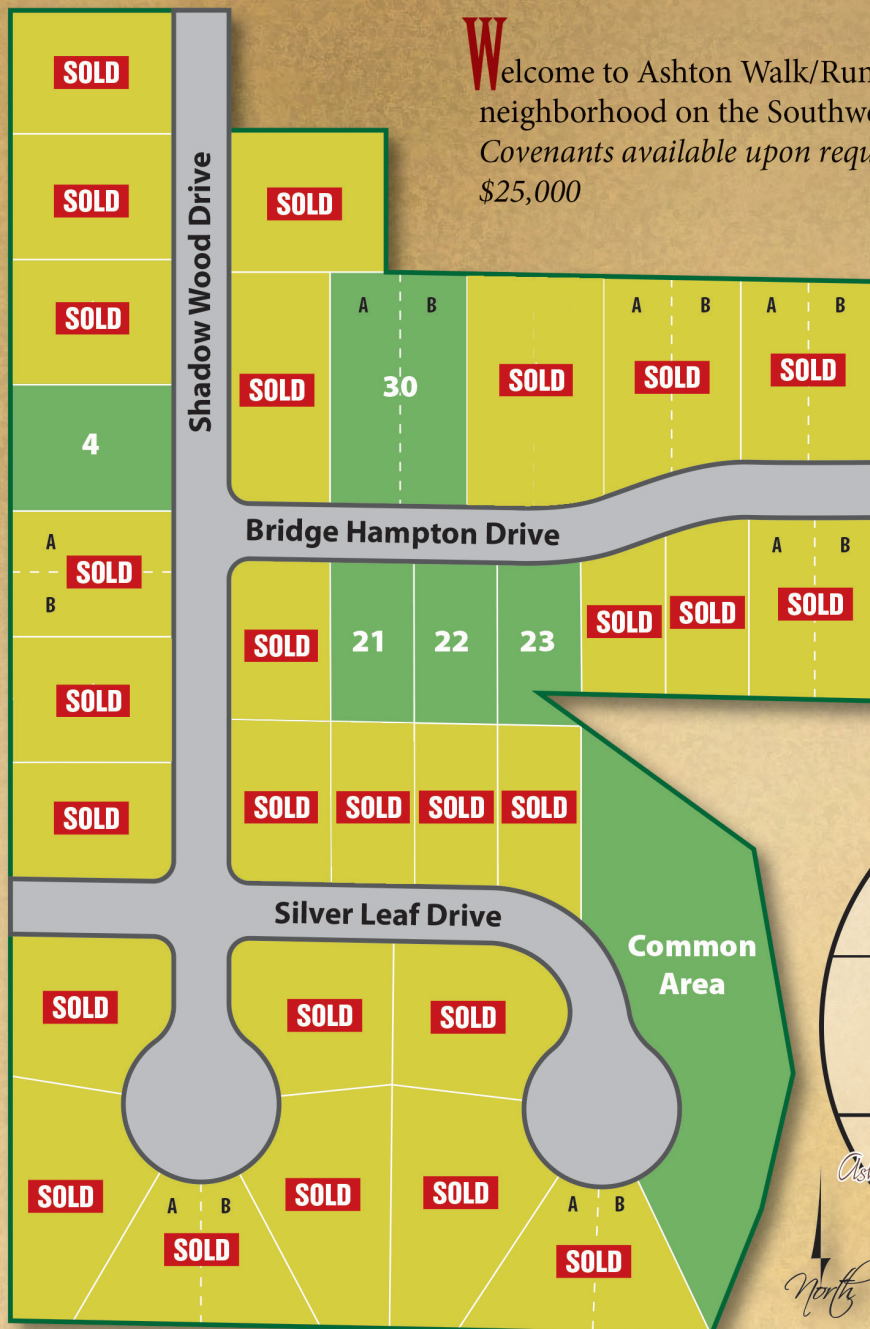 Welcome to Ashton Walk/Run
neighborhood on the Southwe
Covenants available upon requ
$25,000
SOLD
SOLD
SOLD
4
A
SOLD
B
SOLD
SOLD
Shadow Wood Drive
SOLD
SOLD
A B
30
SOLD
A B
SOLD
A B
SOLD
Bridge Hampton Drive
SOLD
21
22
23
SOLD
SOLD
A B
SOLD
SOLD
SOLD
SOLD
SOLD
Silver Leaf Drive
Common
Area
SOLD
SOLD
SOLD
SOLD
A B
SOLD
SOLD
SOLD
A B
SOLD
North